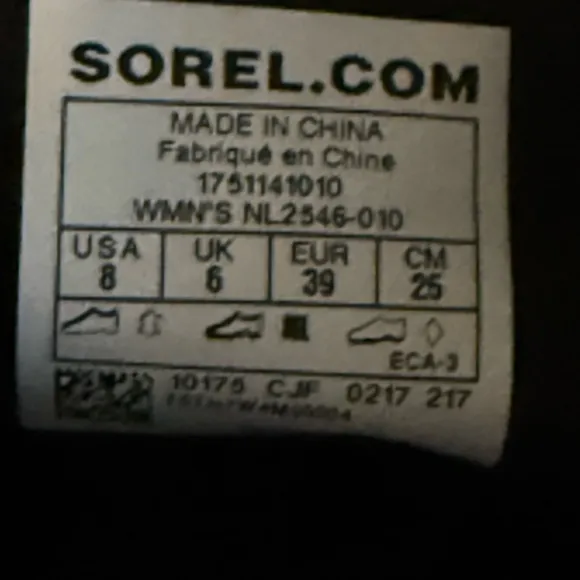 SOREL.COM
MADE IN CHINA
Fabriqué en Chine
1751141010
WMN'S NL2546-010
USA UK EUR CM
8 6 39 25
ECA-3
10175 CJF 0217 217